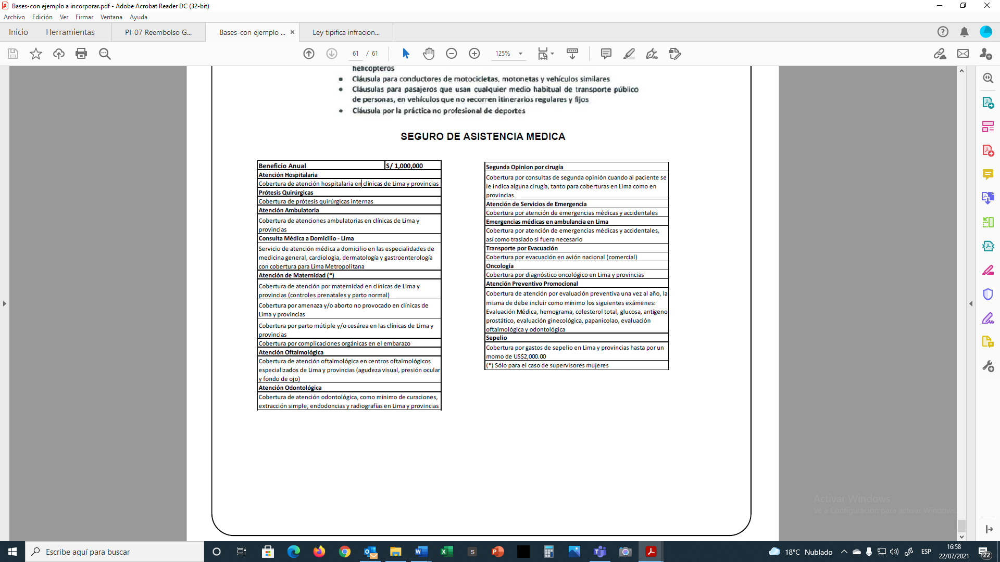 Bases-con ejemplo a incorporar.pdf - Adobe Acrobat Reader DC (32-bit)
Archivo Edición Ver Firmar Ventana Ayuda
Inicio Herramientas PI-07 Reembolso G... Bases-con ejemplo ... × Ley tipifica infracion...
61 / 61 125%
helicopteros
• Cláusula para conductores de motocicletas, motonetas y vehículos similares
• Cláusulas para pasajeros que usan cualquier medio habitual de transporte público
de personas, en vehículos que no recorren itinerarios regulares y fijos
• Cláusula por la práctica no profesional de deportes
SEGURO DE ASISTENCIA MEDICA
Beneficio Anual S/ 1,000,000
Atención Hospitalaria
Cobertura de atención hospitalaria en clínicas de Lima y provincias
Prótesis Quirúrgicas
Cobertura de prótesis quirúrgicas internas
Atención Ambulatoria
Cobertura de atenciones ambulatorias en clínicas de Lima y
provincias
Consulta Médica a Domicilio - Lima
Servicio de atención médica a domicilio en las especialidades de
medicina general, cardiologia, dermatología y gastroenterología
con cobertura para Lima Metropolitana
Atención de Maternidad (*)
Cobertura de atención por maternidad en clínicas de Lima y
provincias (controles prenatales y parto normal)
Cobertura por amenaza y/o aborto no provocado en clínicas de
Lima y provincias
Cobertura por parto mútiple y/o cesárea en las clínicas de Lima y
provincias
Cobertura por complicaciones orgánicas en el embarazo
Atención Oftalmológica
Cobertura de atención oftalmológica en centros oftalmológicos
especializados de Lima y provincias (agudeza visual, presión ocular
y fondo de ojo)
Atención Odontológica
Cobertura de atención odontológica, como mínimo de curaciones,
extracción simple, endodoncias y radiografías en Lima y provincias
Segunda Opinion por cirugía
Cobertura por consultas de segunda opinión cuando al paciente se
le indica alguna cirugía, tanto para coberturas en Lima como en
provincias
Atención de Servicios de Emergencia
Cobertura por atención de emergencias médicas y accidentales
Emergencias médicas en ambulancia en Lima
Cobertura por atención de emergencias médicas y accidentales,
así como traslado si fuera necesario
Transporte por Evacuación
Cobertura por evacuación en avión nacional (comercial)
Oncología
Cobertura por diagnóstico oncológico en Lima y provincias
Atención Preventivo Promocional
Cobertura de atención por evaluación preventiva una vez al año, la
misma de debe incluir como mínimo los siguientes exámenes:
Evaluación Médica, hemograma, colesterol total, glucosa, antígeno
prostático, evaluación ginecológica, papanicolao, evaluación
oftalmológica y odontológica
Sepelio
Cobertura por gastos de sepelio en Lima y provincias hasta por un
momo de US$2,000.00
(*) Sólo para el caso de supervisores mujeres
Activar Windows
Ve a Configuración para activar Windows.
Escribe aquí para buscar
18°C Nublado ESP 16:58
22/07/2021 22